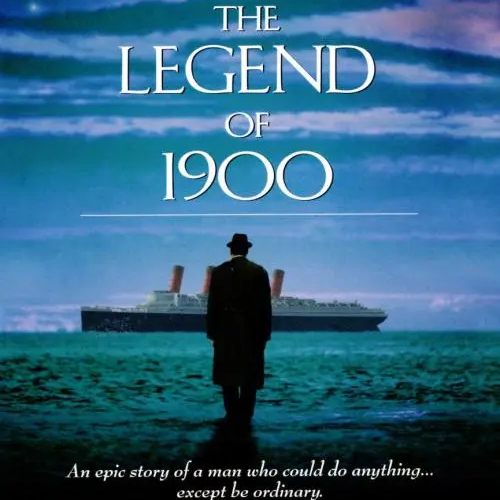 THE
LEGEND
OF
1900
An epic story of a man who could do anything...
except be ordinary.